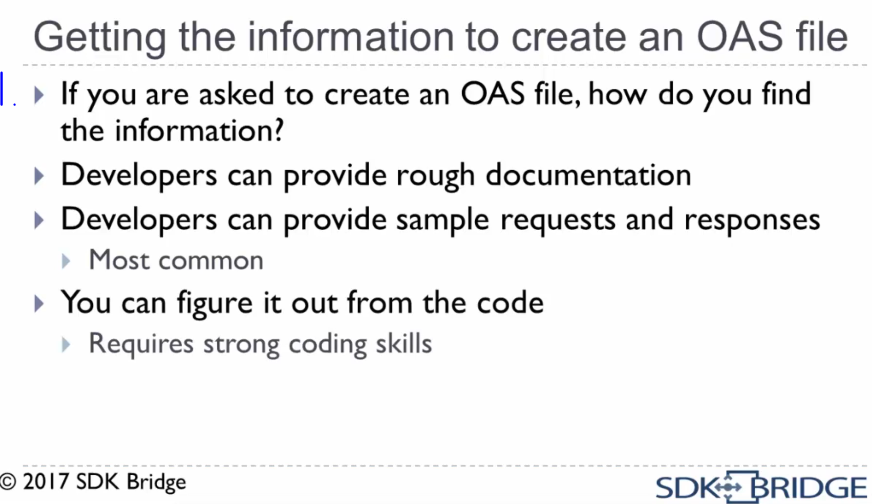 Getting the information to create an OAS file
If you are asked to create an OAS file, how do you find
the information?
Developers can provide rough documentation
Developers can provide sample requests and responses
Most common
You can figure it out from the code
Requires strong coding skills
© 2017 SDK Bridge
SDK BRIDGE